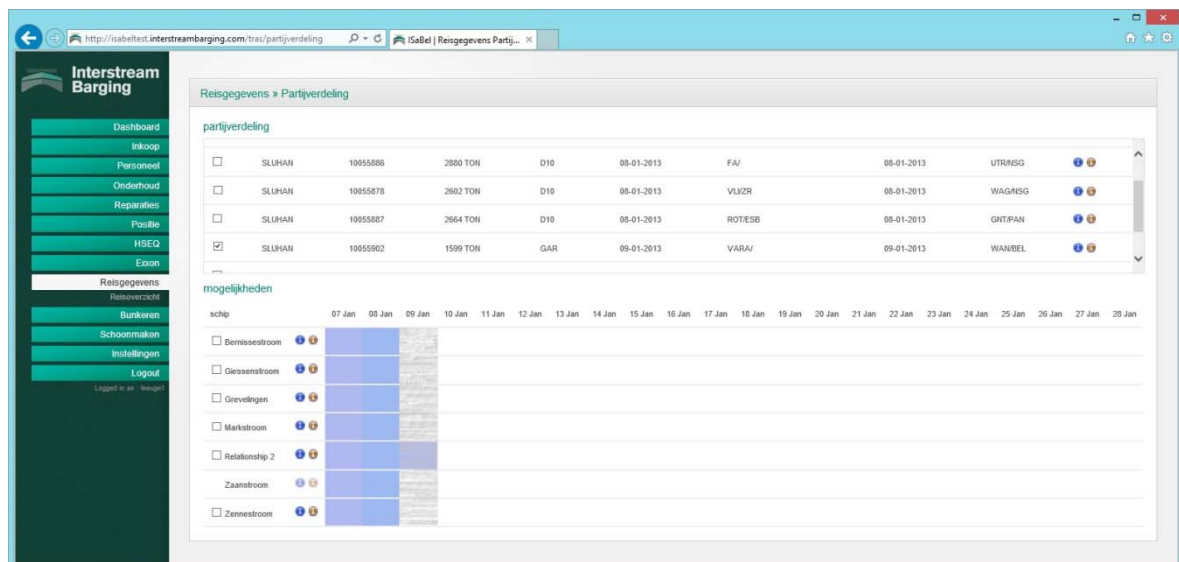 http://isabeltest.interstreambarging.com/tras/partijverdeling
ISaBel | Reisgegevens Partij...
Interstream
Barging
Dashboard
Inkoop
Personeel
Onderhoud
Reparaties
Positie
HSEQ
Exxon
Reisgegevens
Reisoverzicht
Bunkeren
Schoonmaken
Instellingen
Logout
Logged in as
Reisgegevens » Partijverdeling
partijverdeling
SLUHAN 10055886 2880 TON D10 08-01-2013 FA/ 08-01-2013 UTR/NSG
SLUHAN 10055878 2602 TON D10 08-01-2013 VLI/ZR 08-01-2013 WAG/NSG
SLUHAN 10055887 2664 TON D10 08-01-2013 ROT/ESB 08-01-2013 GNT/PAN
SLUHAN 10055902 1599 TON GAR 09-01-2013 VARA/ 09-01-2013 WAN/BEL
mogelijkheden
schip 07 Jan 08 Jan 09 Jan 10 Jan 11 Jan 12 Jan 13 Jan 14 Jan 15 Jan 16 Jan 17 Jan 18 Jan 19 Jan 20 Jan 21 Jan 22 Jan 23 Jan 24 Jan 25 Jan 26 Jan 27 Jan 28 Jan
Bernissestroom
Giessenstroom
Grevelingen
Markstroom
Relationship 2
Zaanstroom
Zennestroom